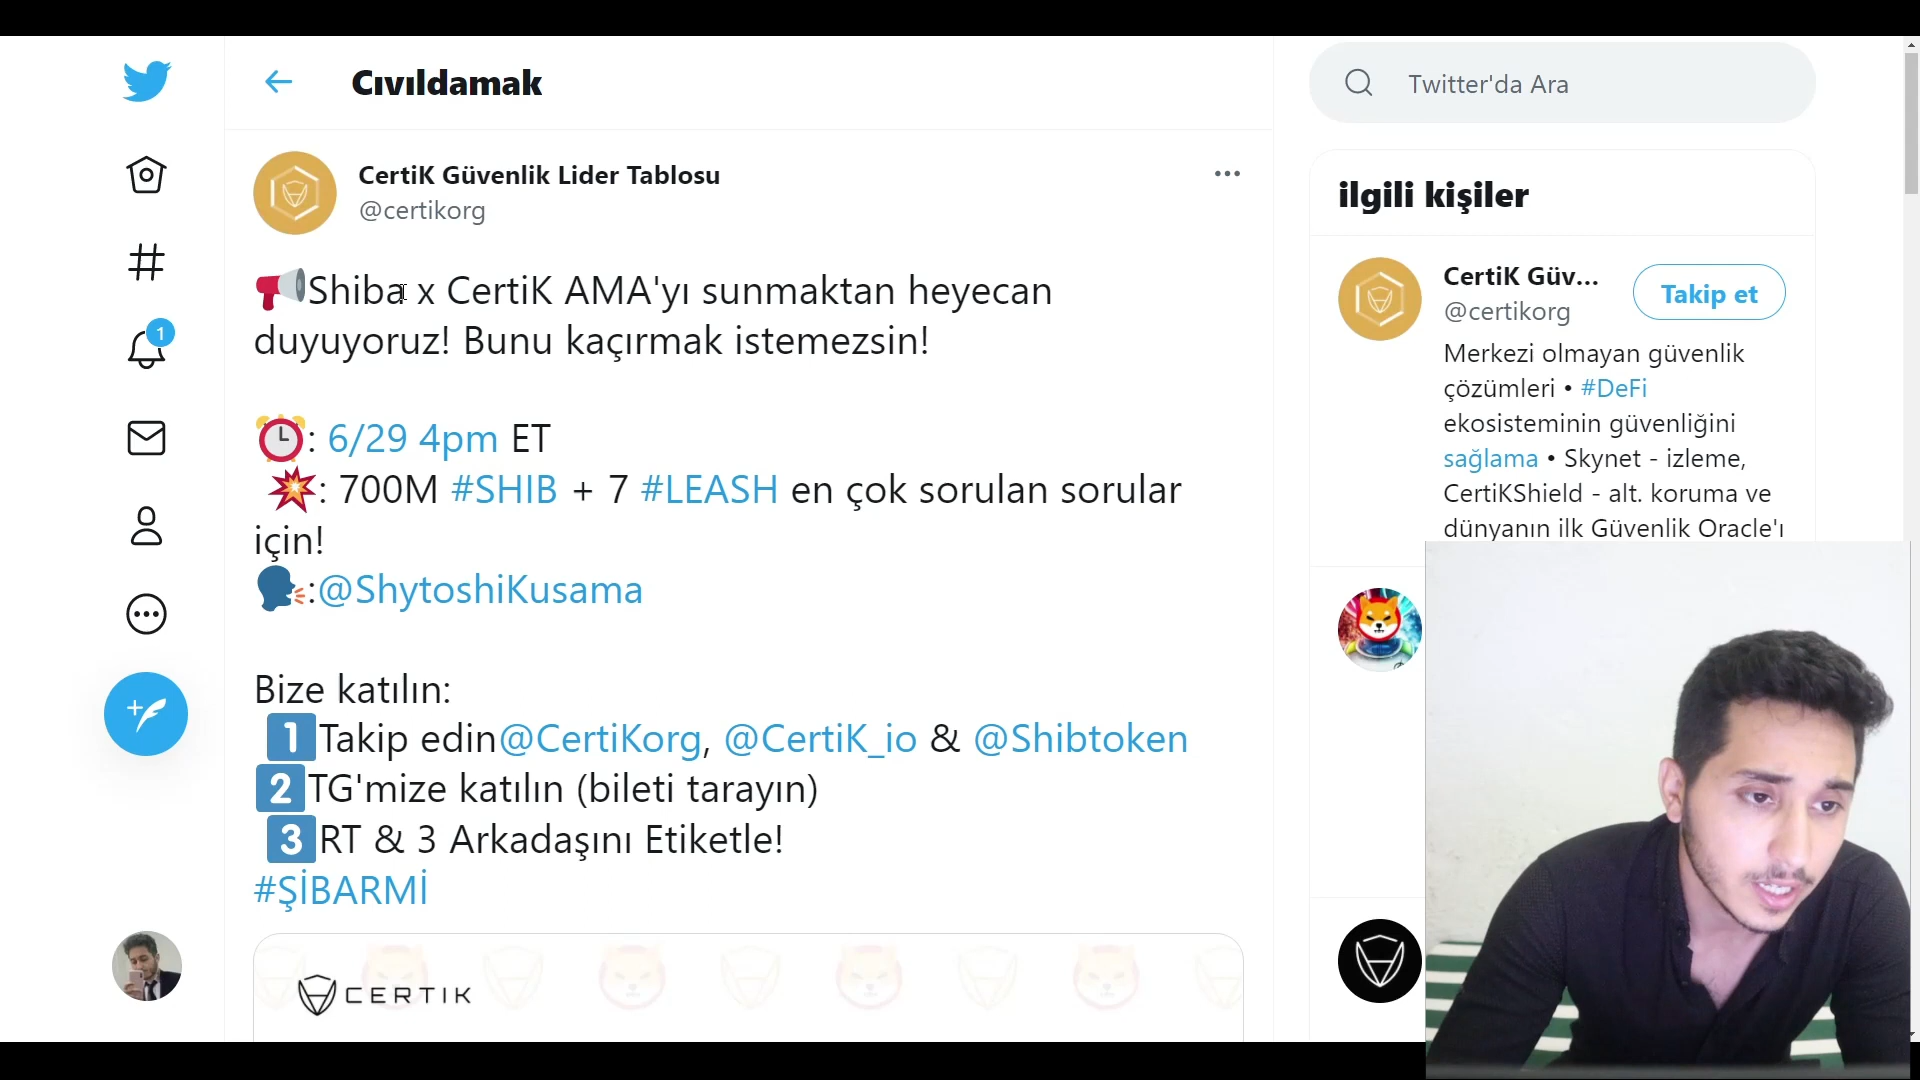 Cıvıldamak
Twitter'da Ara
CertiK Güvenlik Lider Tablosu
@certikorg
Shiba x CertiK AMA'yı sunmaktan heyecan
duyuyoruz! Bunu kaçırmak istemezsin!
: 6/29 4pm ET
: 700M #SHIB + 7 #LEASH en çok sorulan sorular
için!
:@ShytoshiKusama
Bize katılın:
1 Takip edin@CertiKorg, @CertiK_io & @Shibtoken
2 TG'mize katılın (bileti tarayın)
3 RT & 3 Arkadaşını Etiketle!
#ŞİBARMİ
CERTIK
1
ilgili kişiler
CertiK Güv...
Takip et
@certikorg
Merkezi olmayan güvenlik
çözümleri • #DeFi
ekosisteminin güvenliğini
sağlama • Skynet - izleme,
CertiKShield - alt. koruma ve
dünyanın ilk Güvenlik Oracle'ı